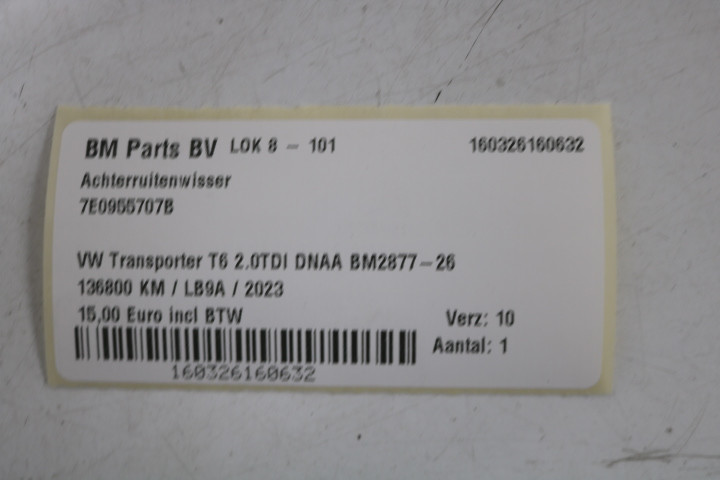 BM Parts BV LOK 8 - 101 160326160632
Achterruitenwisser
7E0955707B
VW Transporter T6 2.0TDI DNAA BM2877-26
136800 KM / LB9A / 2023
15,00 Euro incl BTW Verz: 10
Aantal: 1
160326160632